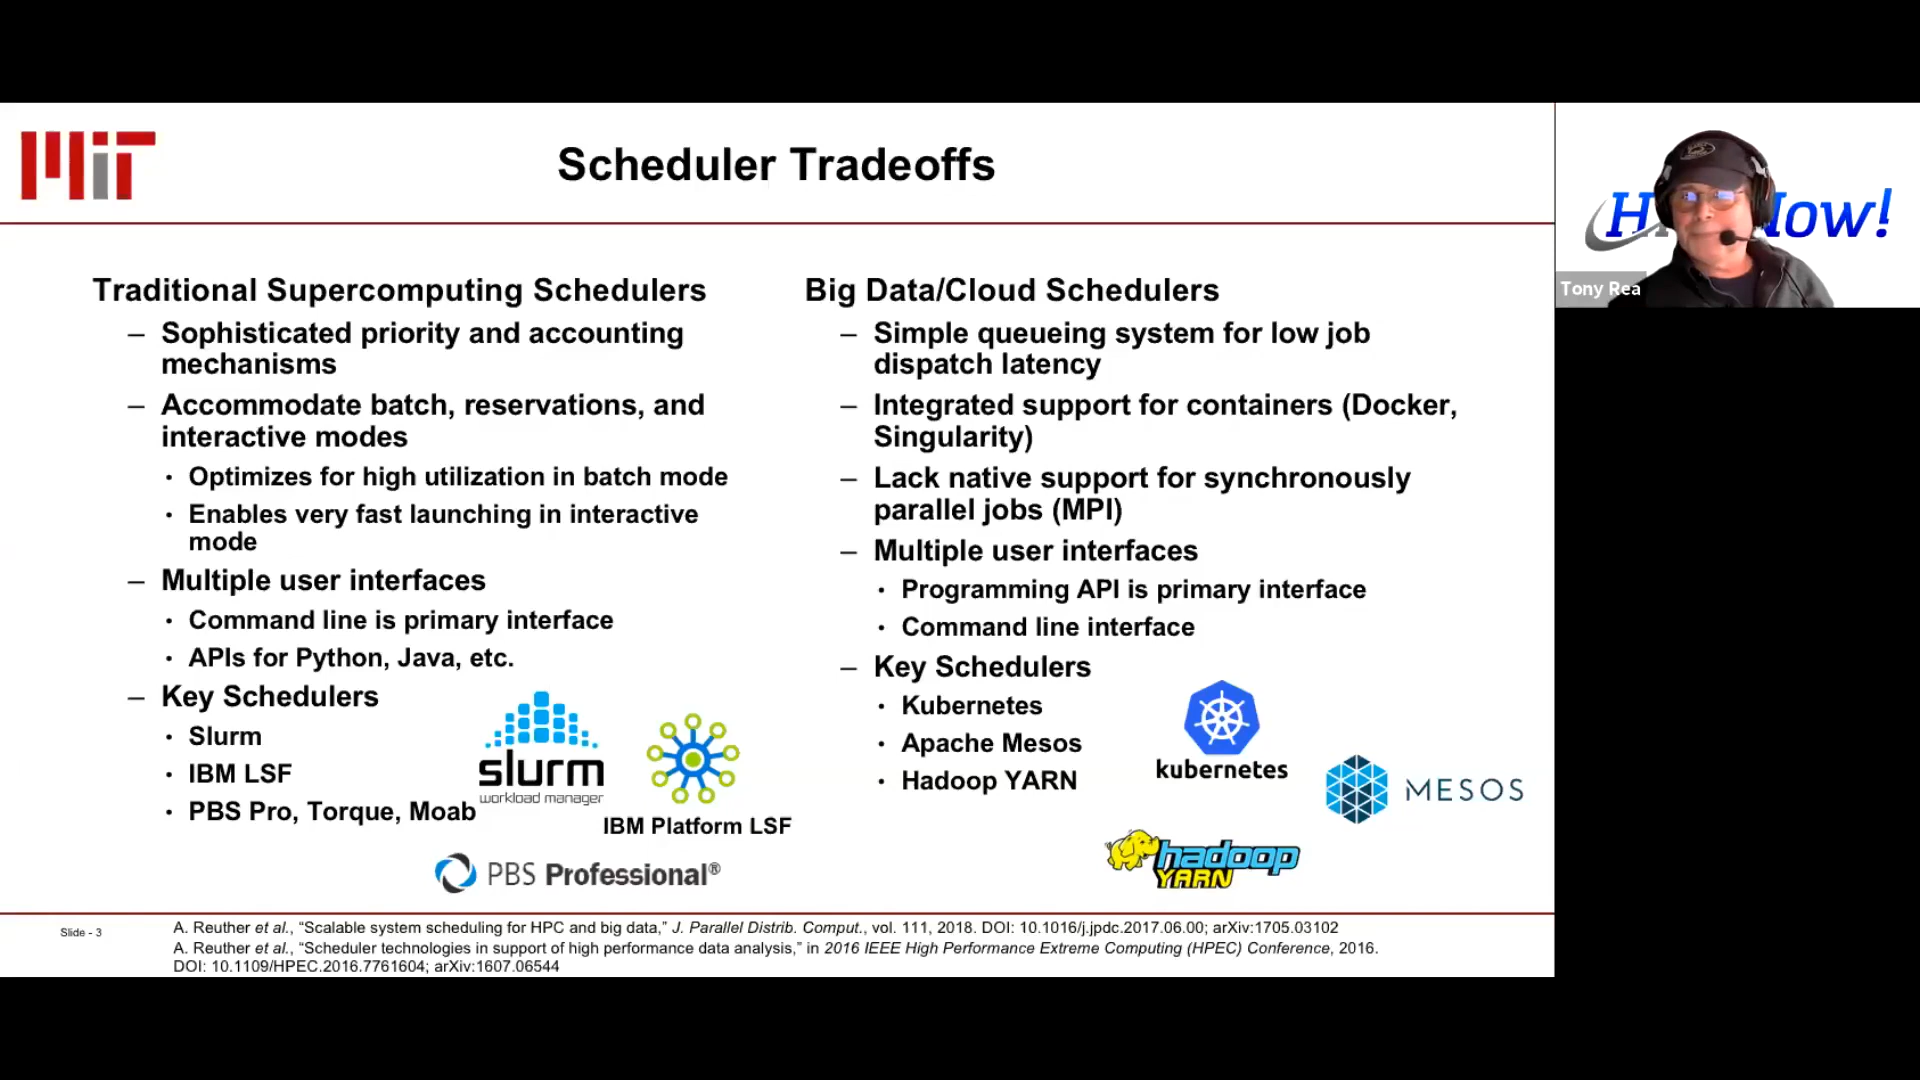 MIT
Scheduler Tradeoffs
Traditional Supercomputing Schedulers
– Sophisticated priority and accounting
mechanisms
– Accommodate batch, reservations, and
interactive modes
• Optimizes for high utilization in batch mode
• Enables very fast launching in interactive
mode
– Multiple user interfaces
• Command line is primary interface
• APIs for Python, Java, etc.
– Key Schedulers
• Slurm
• IBM LSF
• PBS Pro, Torque, Moab
slurm
workload manager
IBM Platform LSF
PBS Professional®
Big Data/Cloud Schedulers
– Simple queueing system for low job
dispatch latency
– Integrated support for containers (Docker,
Singularity)
– Lack native support for synchronously
parallel jobs (MPI)
– Multiple user interfaces
• Programming API is primary interface
• Command line interface
– Key Schedulers
• Kubernetes
• Apache Mesos
• Hadoop YARN
kubernetes
MESOS
hadoop
YARN
Slide - 3
A. Reuther et al., “Scalable system scheduling for HPC and big data,” J. Parallel Distrib. Comput., vol. 111, 2018. DOI: 10.1016/j.jpdc.2017.06.00; arXiv:1705.03102
A. Reuther et al., “Scheduler technologies in support of high performance data analysis,” in 2016 IEEE High Performance Extreme Computing (HPEC) Conference, 2016.
DOI: 10.1109/HPEC.2016.7761604; arXiv:1607.06544
Tony Rea